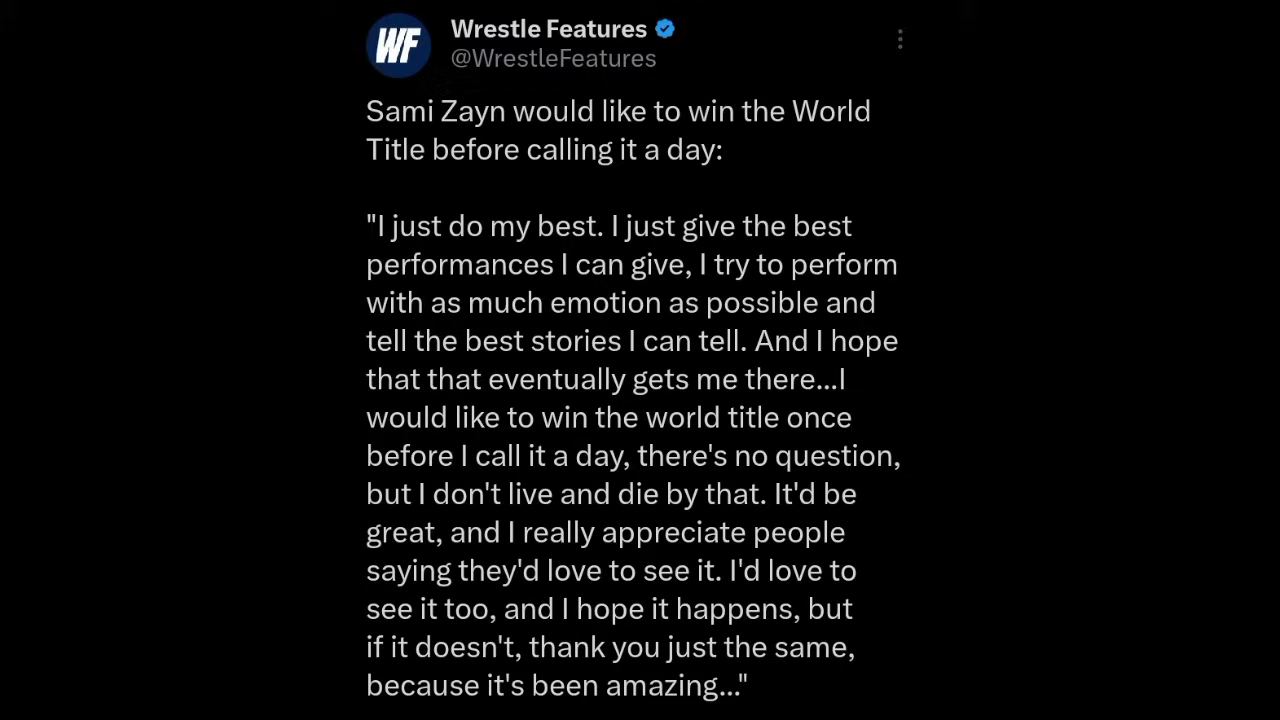 WF
Wrestle Features
@WrestleFeatures
Sami Zayn would like to win the World
Title before calling it a day:
"I just do my best. I just give the best
performances I can give, I try to perform
with as much emotion as possible and
tell the best stories I can tell. And I hope
that that eventually gets me there...I
would like to win the world title once
before I call it a day, there's no question,
but I don't live and die by that. It'd be
great, and I really appreciate people
saying they'd love to see it. I'd love to
see it too, and I hope it happens, but
if it doesn't, thank you just the same,
because it's been amazing..."